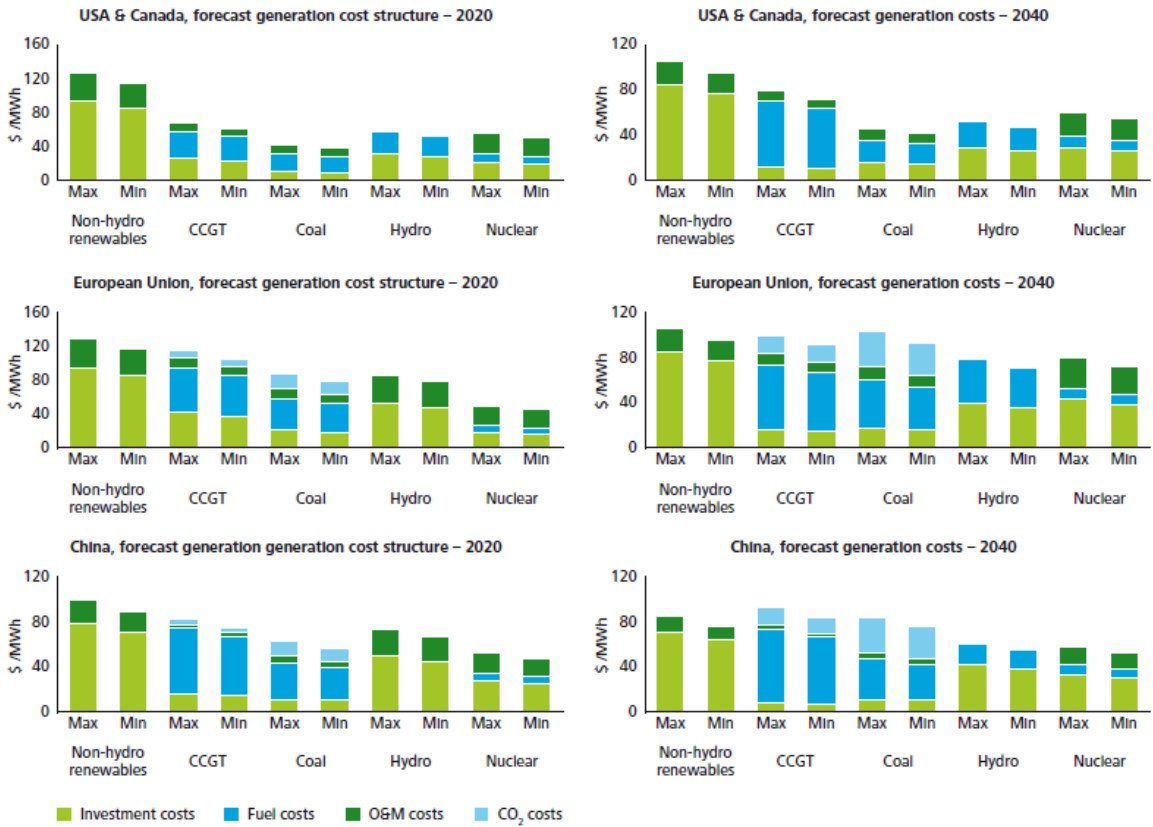 USA & Canada, forecast generation cost structure – 2020
160
120
80
40
0
$ /MWh
Max Min Max Min Max Min Max Min Max Min
Non-hydro
renewables
CCGT Coal Hydro Nuclear
USA & Canada, forecast generation costs – 2040
120
80
40
0
$ /MWh
Max Min Max Min Max Min Max Min Max Min
Non-hydro
renewables
CCGT Coal Hydro Nuclear
European Union, forecast generation cost structure – 2020
160
120
80
40
0
$ /MWh
Max Min Max Min Max Min Max Min Max Min
Non-hydro
renewables
CCGT Coal Hydro Nuclear
European Union, forecast generation costs – 2040
120
80
40
0
$ /MWh
Max Min Max Min Max Min Max Min Max Min
Non-hydro
renewables
CCGT Coal Hydro Nuclear
China, forecast generation generation cost structure – 2020
120
80
40
0
$ /MWh
Max Min Max Min Max Min Max Min Max Min
Non-hydro
renewables
CCGT Coal Hydro Nuclear
China, forecast generation costs – 2040
120
80
40
0
$ /MWh
Max Min Max Min Max Min Max Min Max Min
Non-hydro
renewables
CCGT Coal Hydro Nuclear
Investment costs Fuel costs O&M costs CO₂ costs